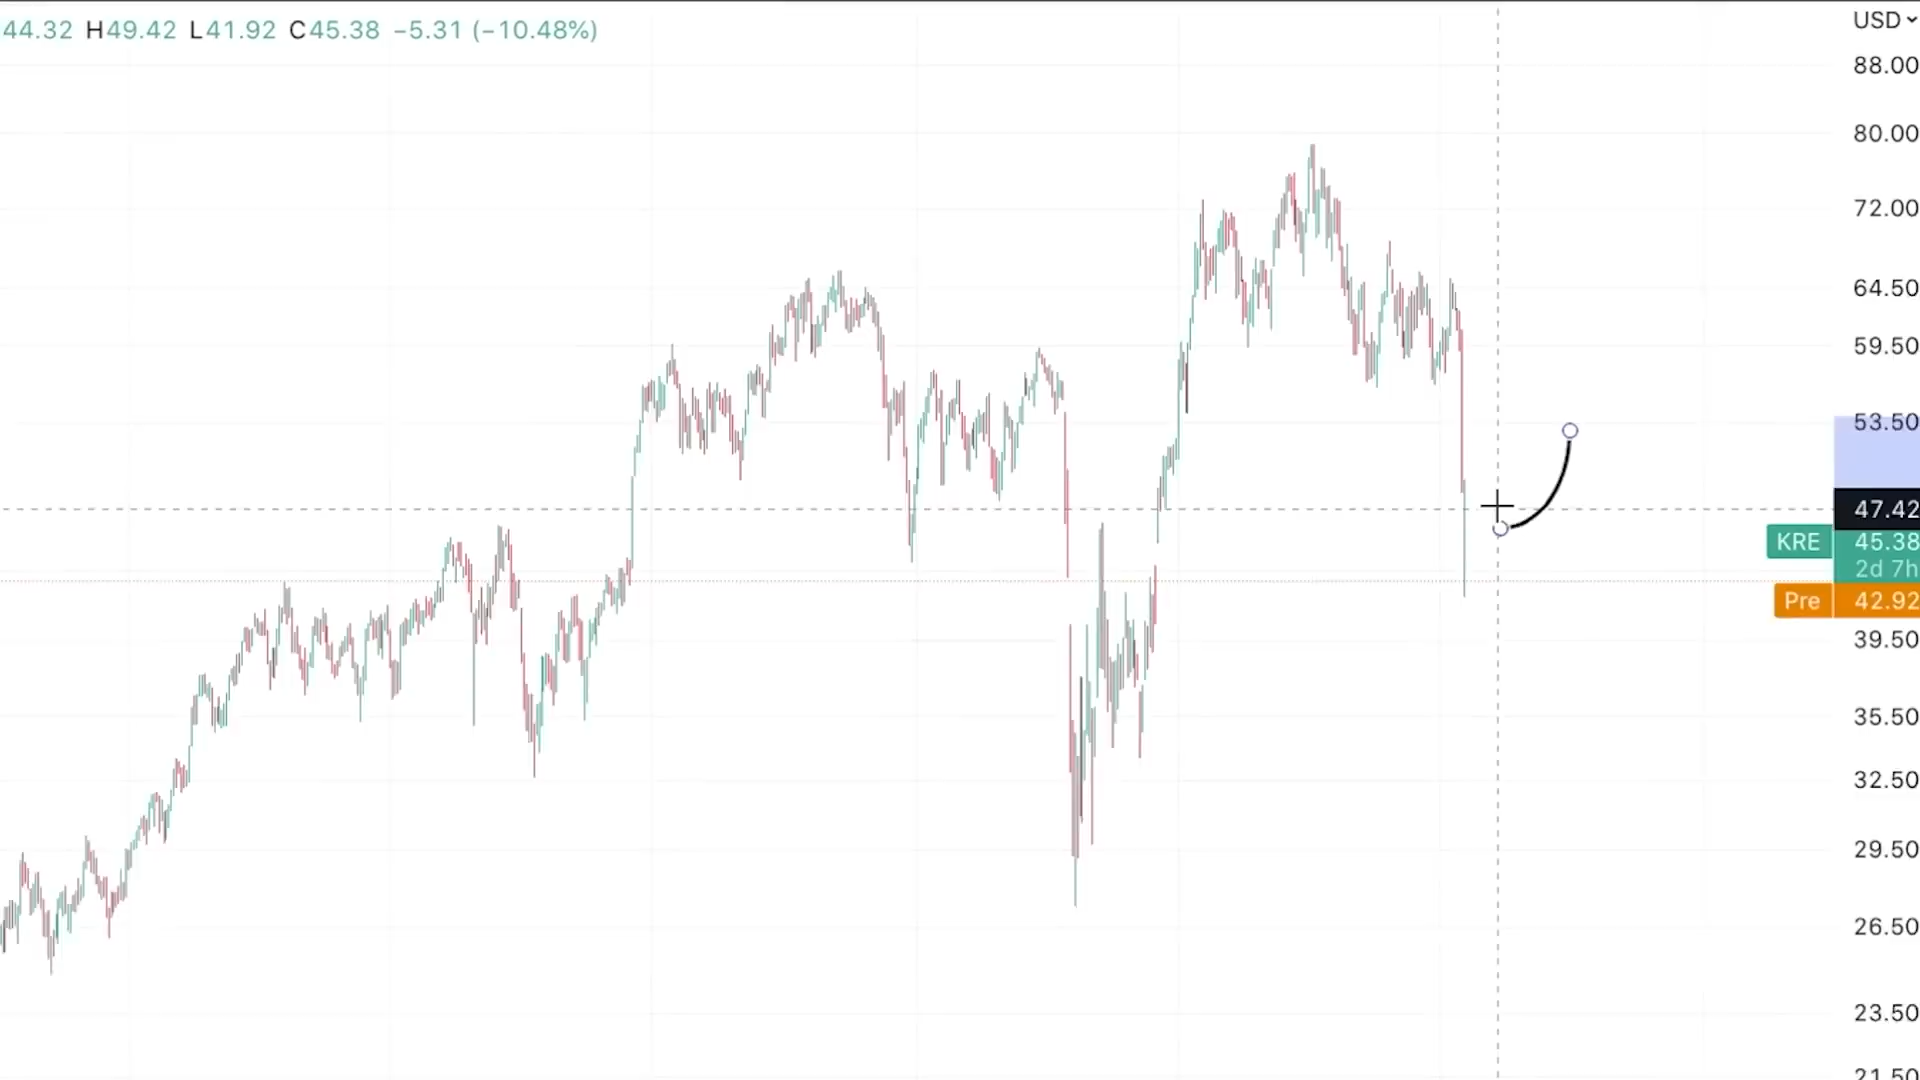 44.32 H49.42 L41.92 C45.38 −5.31 (−10.48%)
USD
88.00
80.00
72.00
64.50
59.50
53.50
47.42
KRE 45.38
2d 7h
Pre 42.92
39.50
35.50
32.50
29.50
26.50
23.50
21.50